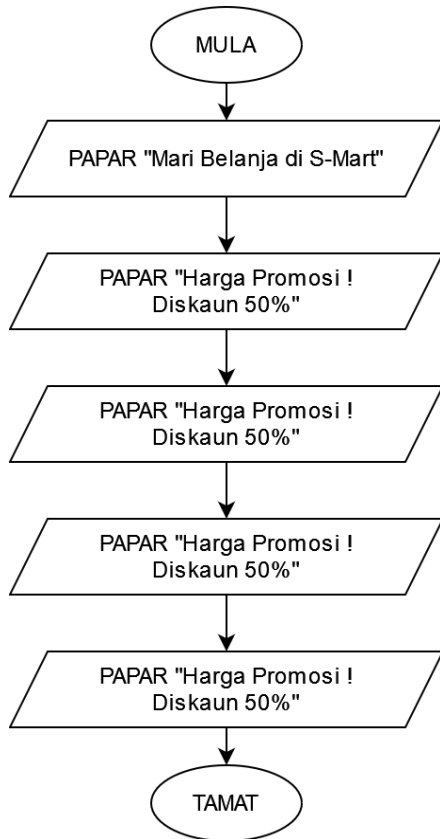 MULA
PAPAR "Mari Belanja di S-Mart"
PAPAR "Harga Promosi !
Diskaun 50%"
PAPAR "Harga Promosi !
Diskaun 50%"
PAPAR "Harga Promosi !
Diskaun 50%"
PAPAR "Harga Promosi !
Diskaun 50%"
TAMAT